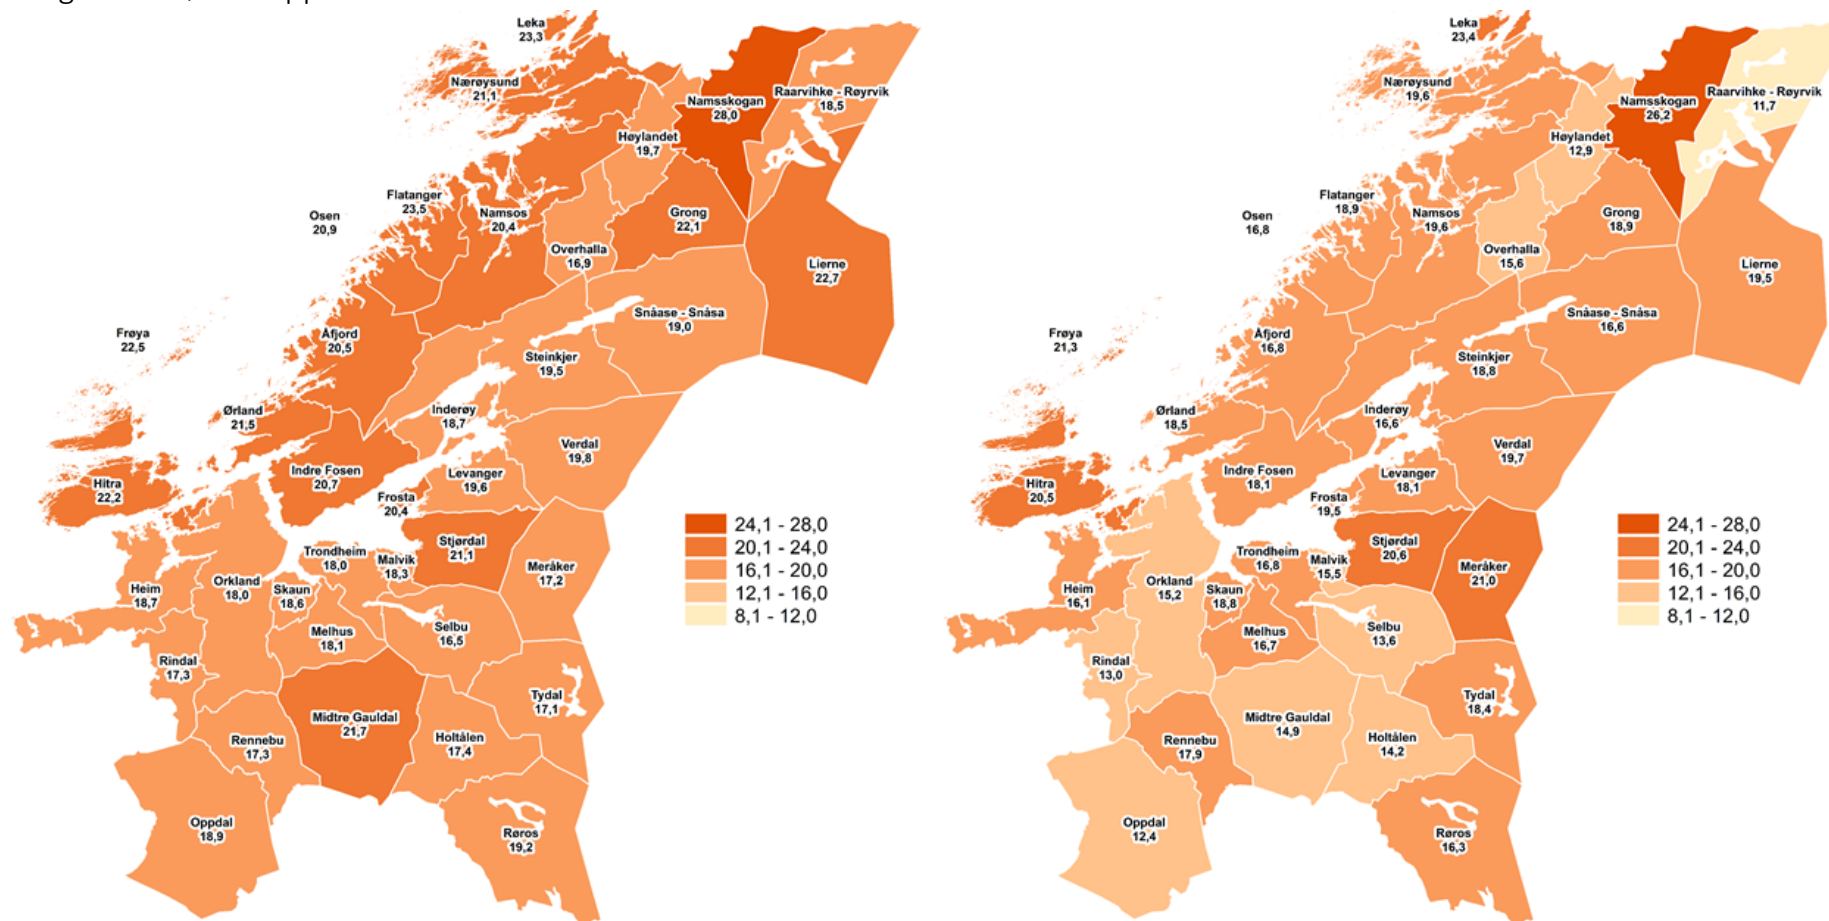 Leka
23,3
Nærøysund
21,1
Namsskogan
28,0
Raarvihke - Røyrvik
18,5
Høylandet
19,7
Flatanger
23,5
Osen
20,9
Namsos
20,4
Grong
22,1
Overhalla
16,9
Lierne
22,7
Snåase - Snåsa
19,0
Frøya
22,5
Åfjord
20,5
Steinkjer
19,5
Ørland
21,5
Inderøy
18,7
Verdal
19,8
Indre Fosen
20,7
Levanger
19,6
Hitra
22,2
Frosta
20,4
Stjørdal
21,1
Trondheim
18,0
Malvik
18,3
Meråker
17,2
Heim
18,7
Orkland
18,0
Skaun
18,6
Melhus
18,1
Selbu
16,5
Rindal
17,3
Tydal
17,1
Midtre Gauldal
21,7
Rennebu
17,3
Holtålen
17,4
Oppdal
18,9
Røros
19,2
24,1 - 28,0
20,1 - 24,0
16,1 - 20,0
12,1 - 16,0
8,1 - 12,0
Leka
23,4
Nærøysund
19,6
Namsskogan
26,2
Raarvihke - Røyrvik
11,7
Høylandet
12,9
Flatanger
18,9
Osen
16,8
Namsos
19,6
Grong
18,9
Overhalla
15,6
Lierne
19,5
Snåase - Snåsa
16,6
Frøya
21,3
Åfjord
16,8
Steinkjer
18,8
Ørland
18,5
Inderøy
16,6
Verdal
19,7
Indre Fosen
18,1
Levanger
18,1
Hitra
20,5
Frosta
19,5
Stjørdal
20,6
Trondheim
16,8
Malvik
15,5
Meråker
21,0
Heim
16,1
Orkland
15,2
Skaun
18,8
Melhus
16,7
Selbu
13,6
Rindal
13,0
Tydal
18,4
Midtre Gauldal
14,9
Rennebu
17,9
Holtålen
14,2
Oppdal
12,4
Røros
16,3
24,1 - 28,0
20,1 - 24,0
16,1 - 20,0
12,1 - 16,0
8,1 - 12,0